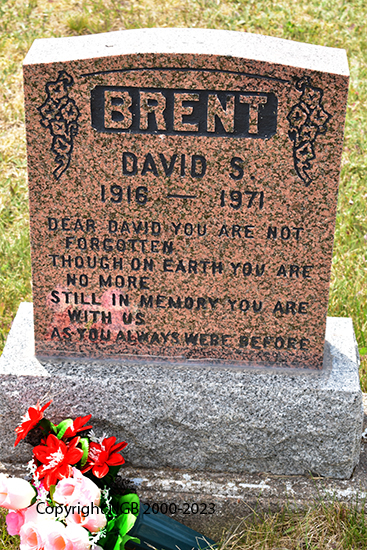 BRENT
DAVID S.
1916 — 1971
DEAR DAVID YOU ARE NOT
FORGOTTEN
THOUGH ON EARTH YOU ARE
NO MORE
STILL IN MEMORY YOU ARE
WITH US
AS YOU ALWAYS WERE BEFORE
Copyright CGB 2000-2023